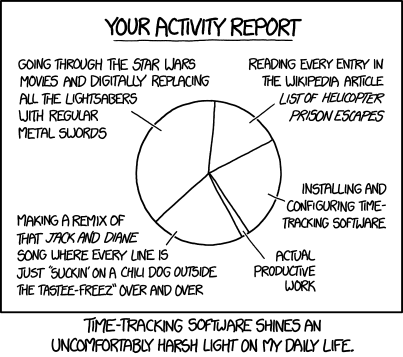 YOUR ACTIVITY REPORT
GOING THROUGH THE STAR WARS
MOVIES AND DIGITALLY REPLACING
ALL THE LIGHTSABERS
WITH REGULAR
METAL SWORDS
READING EVERY ENTRY IN
THE WIKIPEDIA ARTICLE
LIST OF HELICOPTER
PRISON ESCAPES
INSTALLING AND
CONFIGURING TIME-
TRACKING SOFTWARE
ACTUAL
PRODUCTIVE
WORK
MAKING A REMIX OF
THAT JACK AND DIANE
SONG WHERE EVERY LINE IS
JUST "SUCKIN' ON A CHILI DOG OUTSIDE
THE TASTEE-FREEZ" OVER AND OVER
TIME-TRACKING SOFTWARE SHINES AN
UNCOMFORTABLY HARSH LIGHT ON MY DAILY LIFE.